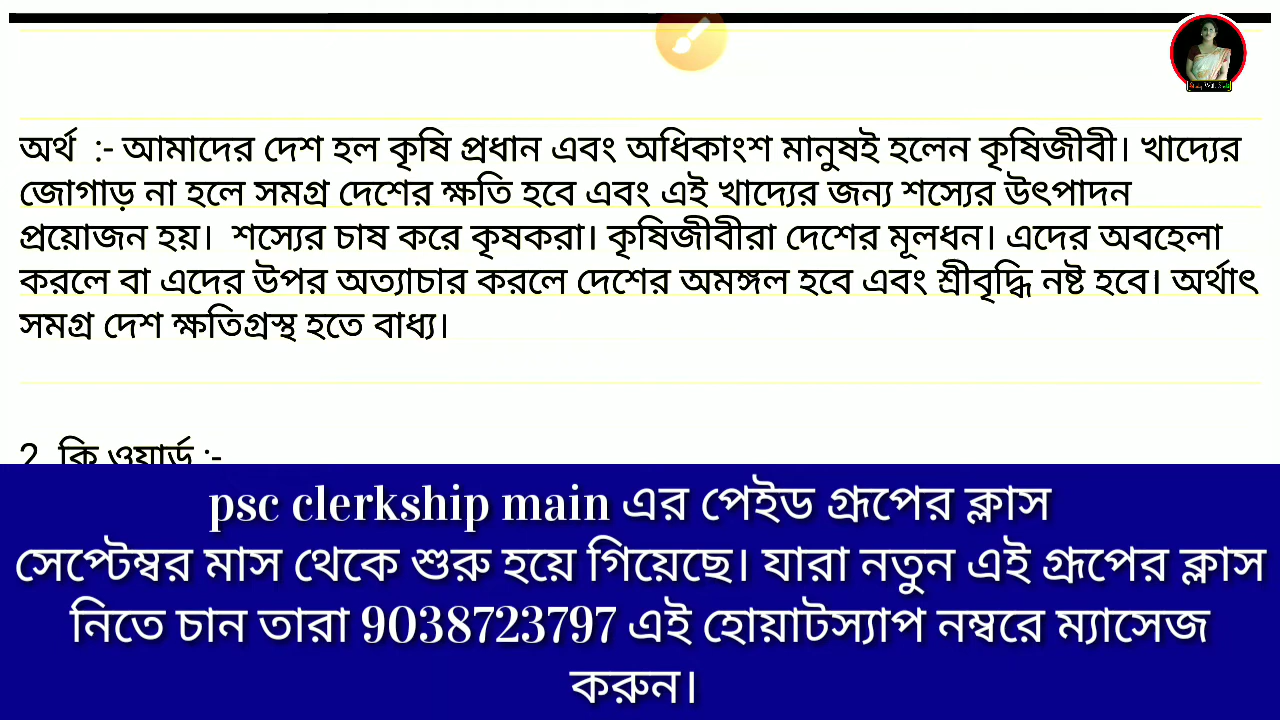 অর্থ :- আমাদের দেশ হল কৃষি প্রধান এবং অধিকাংশ মানুষই হলেন কৃষিজীবী। খাদ্যের
জোগাড় না হলে সমগ্র দেশের ক্ষতি হবে এবং এই খাদ্যের জন্য শস্যের উৎপাদন
প্রয়োজন হয়। শস্যের চাষ করে কৃষকরা। কৃষিজীবীরা দেশের মূলধন। এদের অবহেলা
করলে বা এদের উপর অত্যাচার করলে দেশের অমঙ্গল হবে এবং শ্রীবৃদ্ধি নষ্ট হবে। অর্থাৎ
সমগ্র দেশ ক্ষতিগ্রস্থ হতে বাধ্য।
2. কি ওয়ার্ড :-
psc clerkship main এর পেইড গ্রূপের ক্লাস
সেপ্টেম্বর মাস থেকে শুরু হয়ে গিয়েছে। যারা নতুন এই গ্রূপের ক্লাস
নিতে চান তারা 9038723797 এই হোয়াটস্যাপ নম্বরে ম্যাসেজ
করুন।